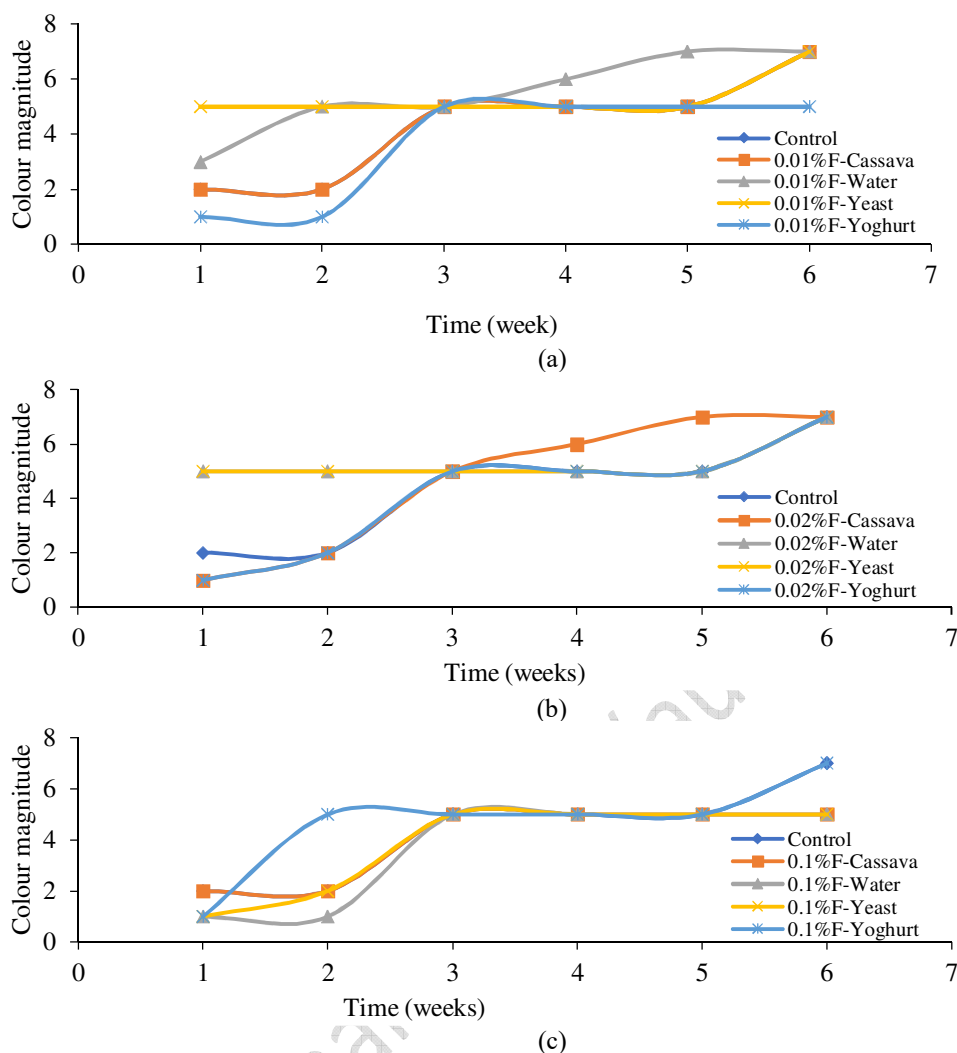 8
6
4
2
0
Colour magnitude
0 1 2 3 4 5 6 7
Time (week)
Control
0.01%F-Cassava
0.01%F-Water
0.01%F-Yeast
0.01%F-Yoghurt
(a)
8
6
4
2
0
Colour magnitude
0 1 2 3 4 5 6 7
Time (weeks)
Control
0.02%F-Cassava
0.02%F-Water
0.02%F-Yeast
0.02%F-Yoghurt
(b)
8
6
4
2
0
Colour magnitude
0 1 2 3 4 5 6 7
Time (weeks)
Control
0.1%F-Cassava
0.1%F-Water
0.1%F-Yeast
0.1%F-Yoghurt
(c)